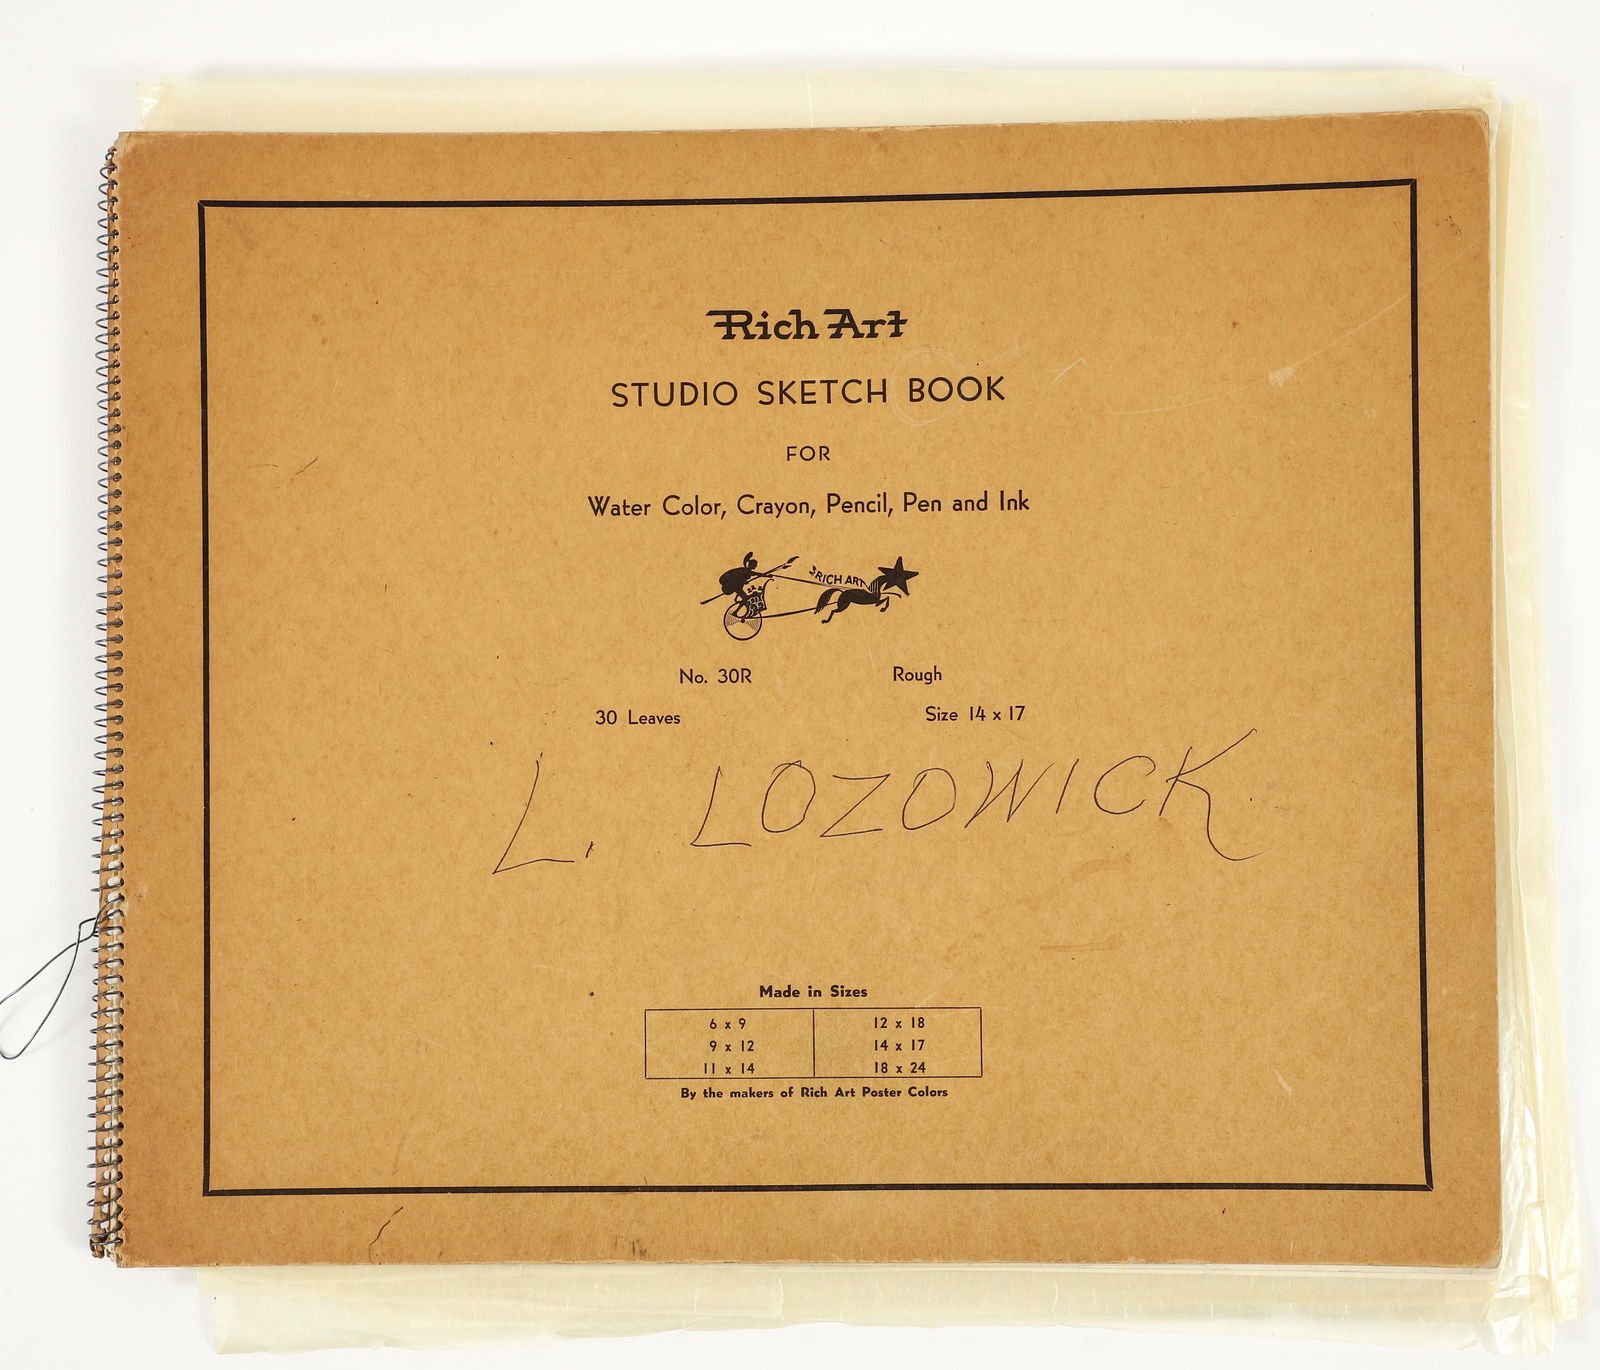 Rich Art
STUDIO SKETCH BOOK
FOR
Water Color, Crayon, Pencil, Pen and Ink
RICH ART
No. 30R Rough
30 Leaves Size 14 x 17
L. LOZOWICK
Made in Sizes
6 x 9 12 x 18
9 x 12 14 x 17
11 x 14 18 x 24
By the makers of Rich Art Poster Colors